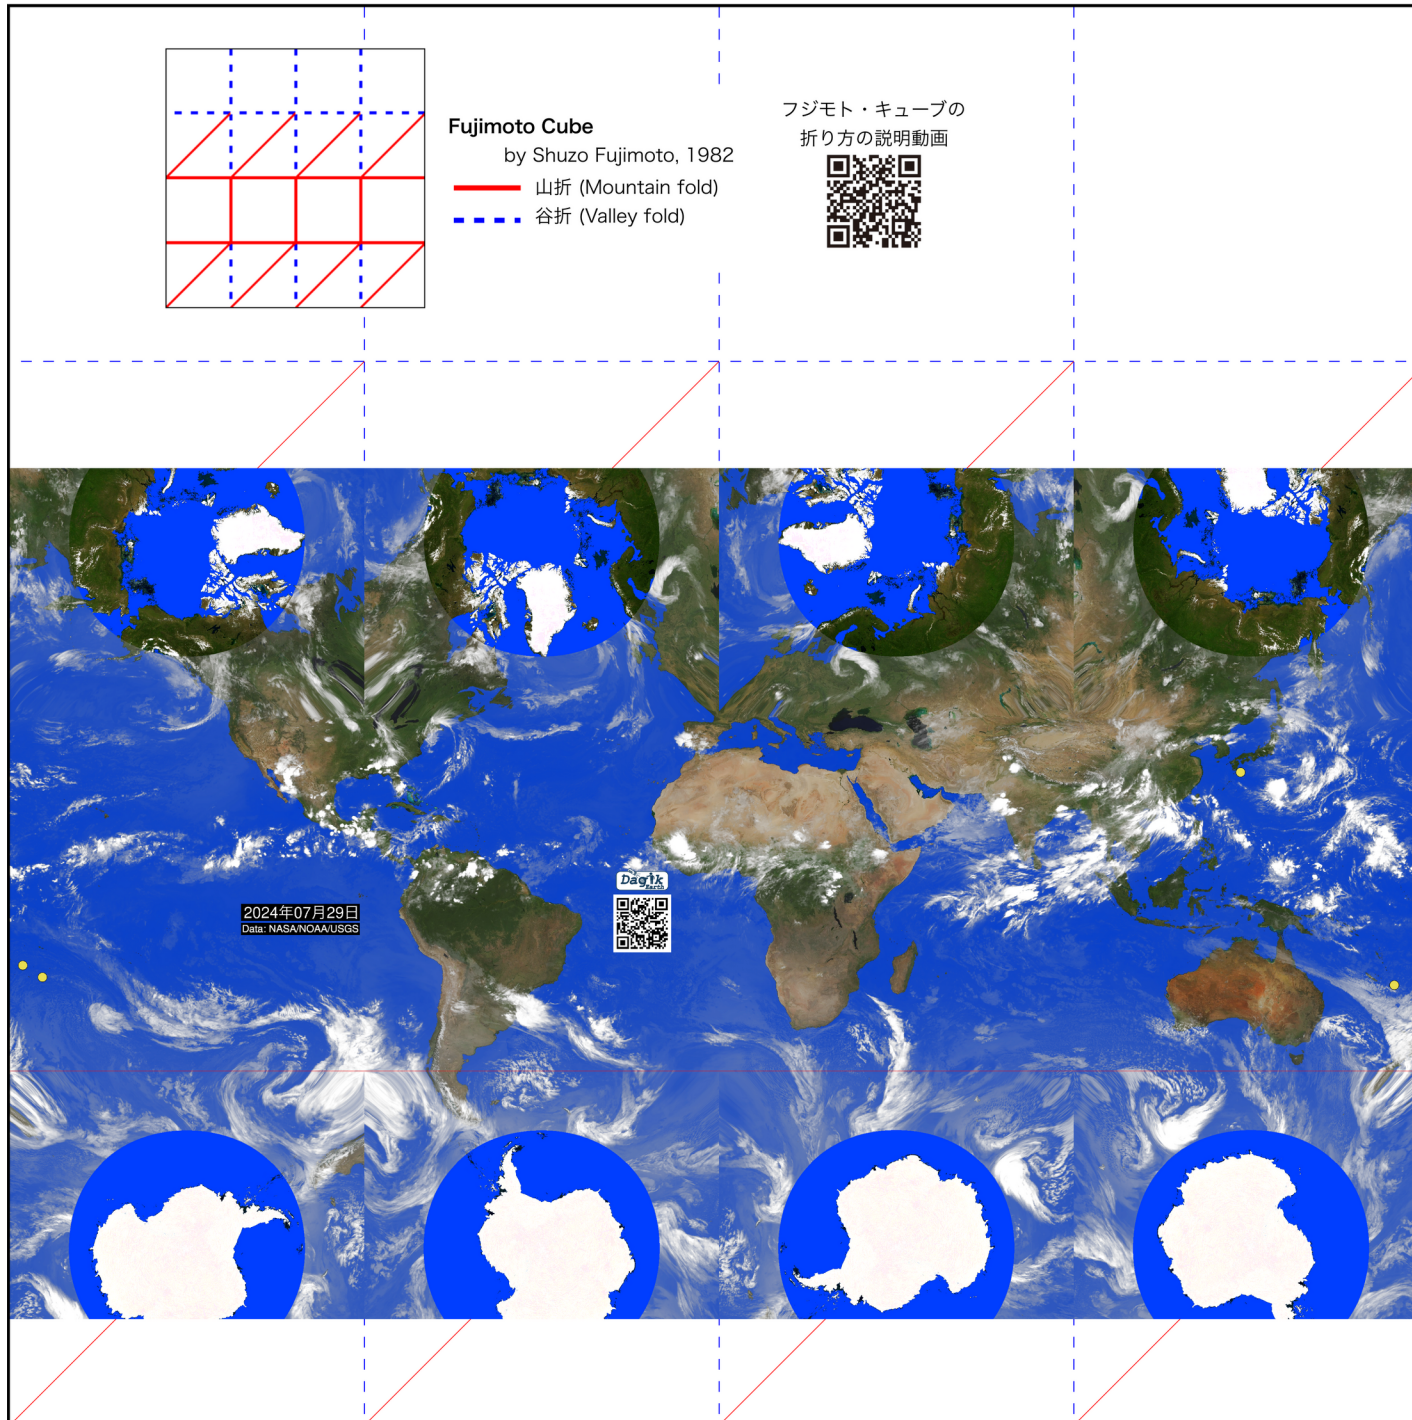 Fujimoto Cube
by Shuzo Fujimoto, 1982
山折 (Mountain fold)
谷折 (Valley fold)
フジモト・キューブの
折り方の説明動画
Dagik
Earth
2024年07月29日
Data: NASA/NOAA/USGS